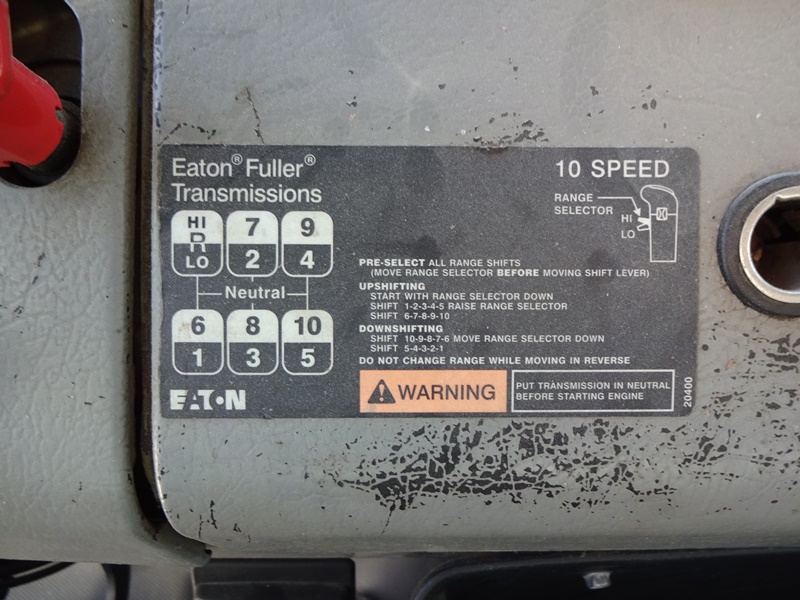 Eaton® Fuller®
Transmissions
10 SPEED
RANGE
SELECTOR
HI
LO
HI
R
LO
7
2
9
4
Neutral
6
1
8
3
10
5
PRE-SELECT ALL RANGE SHIFTS
(MOVE RANGE SELECTOR BEFORE MOVING SHIFT LEVER)
UPSHIFTING
START WITH RANGE SELECTOR DOWN
SHIFT 1-2-3-4-5 RAISE RANGE SELECTOR
SHIFT 6-7-8-9-10
DOWNSHIFTING
SHIFT 10-9-8-7-6 MOVE RANGE SELECTOR DOWN
SHIFT 5-4-3-2-1
DO NOT CHANGE RANGE WHILE MOVING IN REVERSE
WARNING
PUT TRANSMISSION IN NEUTRAL
BEFORE STARTING ENGINE
20400
EATON